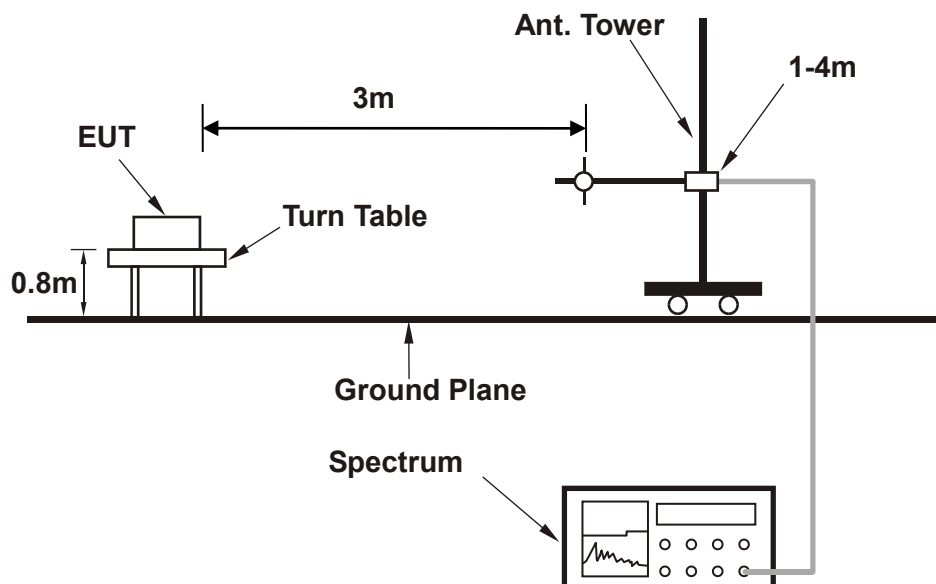 Ant. Tower
1-4m
3m
EUT
Turn Table
0.8m
Ground Plane
Spectrum